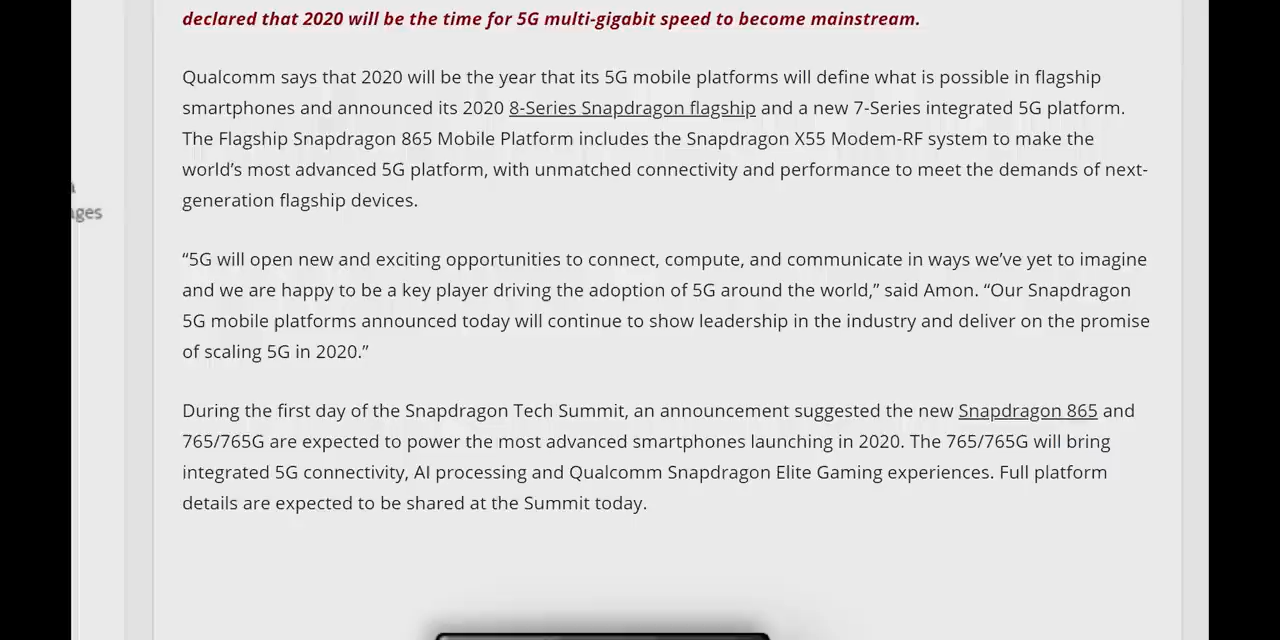 declared that 2020 will be the time for 5G multi-gigabit speed to become mainstream.
Qualcomm says that 2020 will be the year that its 5G mobile platforms will define what is possible in flagship
smartphones and announced its 2020 8-Series Snapdragon flagship and a new 7-Series integrated 5G platform.
The Flagship Snapdragon 865 Mobile Platform includes the Snapdragon X55 Modem-RF system to make the
world’s most advanced 5G platform, with unmatched connectivity and performance to meet the demands of next-
generation flagship devices.
“5G will open new and exciting opportunities to connect, compute, and communicate in ways we’ve yet to imagine
and we are happy to be a key player driving the adoption of 5G around the world,” said Amon. “Our Snapdragon
5G mobile platforms announced today will continue to show leadership in the industry and deliver on the promise
of scaling 5G in 2020.”
During the first day of the Snapdragon Tech Summit, an announcement suggested the new Snapdragon 865 and
765/765G are expected to power the most advanced smartphones launching in 2020. The 765/765G will bring
integrated 5G connectivity, AI processing and Qualcomm Snapdragon Elite Gaming experiences. Full platform
details are expected to be shared at the Summit today.